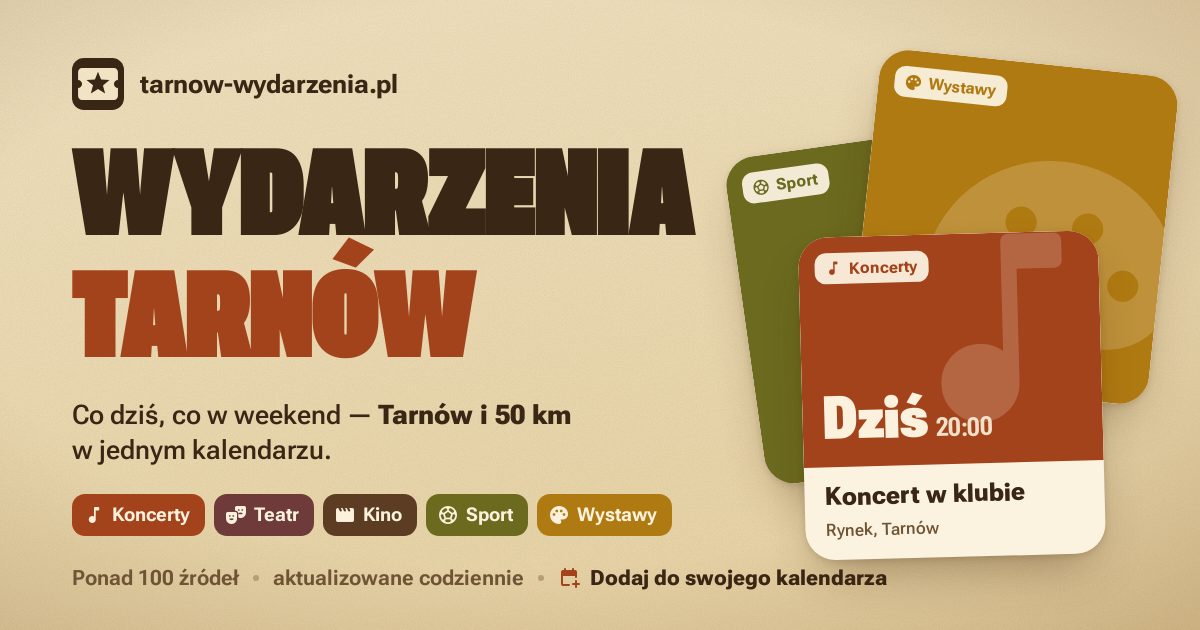 tarnow-wydarzenia.pl
WYDARZENIA
TARNÓW
Co dziś, co w weekend — Tarnów i 50 km
w jednym kalendarzu.
Koncerty
Teatr
Kino
Sport
Wystawy
Ponad 100 źródeł • aktualizowane codziennie • Dodaj do swojego kalendarza
Wystawy
Sport
Koncerty
Dziś 20:00
Koncert w klubie
Rynek, Tarnów